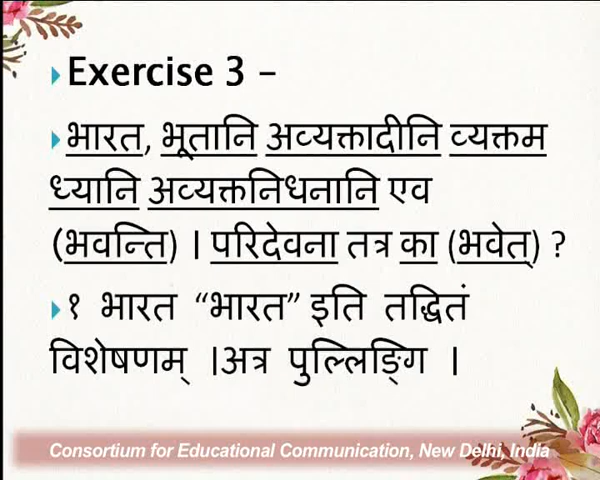 Exercise 3 –
भारत, भूतानि अव्यक्तादीनि व्यक्तम
ध्यानि अव्यक्तनिधनानि एव
(भवन्ति) । परिदेवना तत्र का (भवेत्) ?
१ भारत “भारत” इति तद्धितं
विशेषणम् ।अत्र पुल्लिङ्गि ।
Consortium for Educational Communication, New Delhi, India